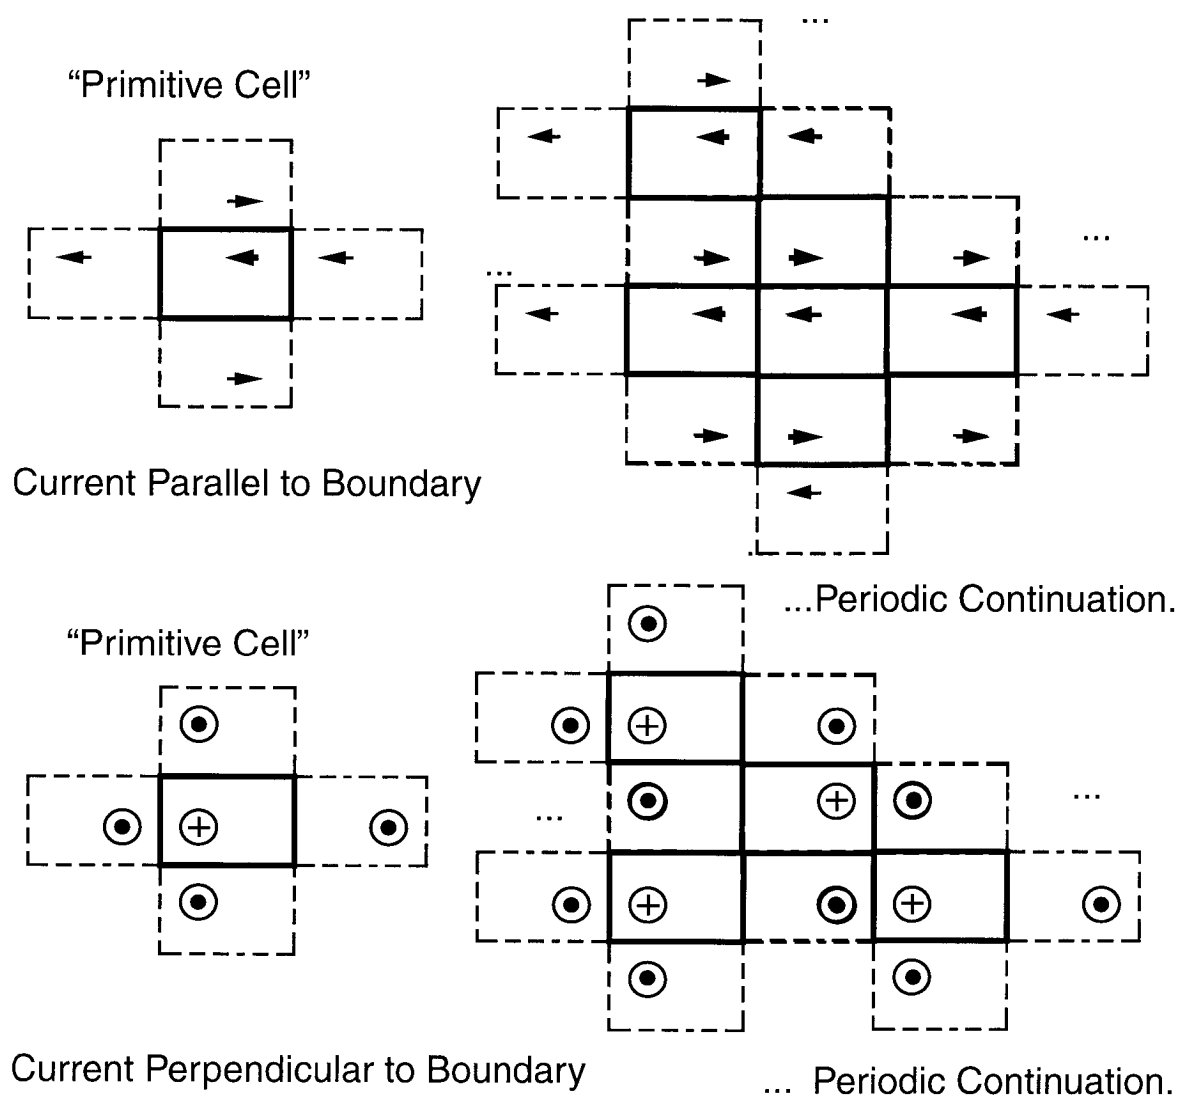 ...
“Primitive Cell”
...
...
Current Parallel to Boundary
...Periodic Continuation.
“Primitive Cell”
...
...
Current Perpendicular to Boundary
... Periodic Continuation.